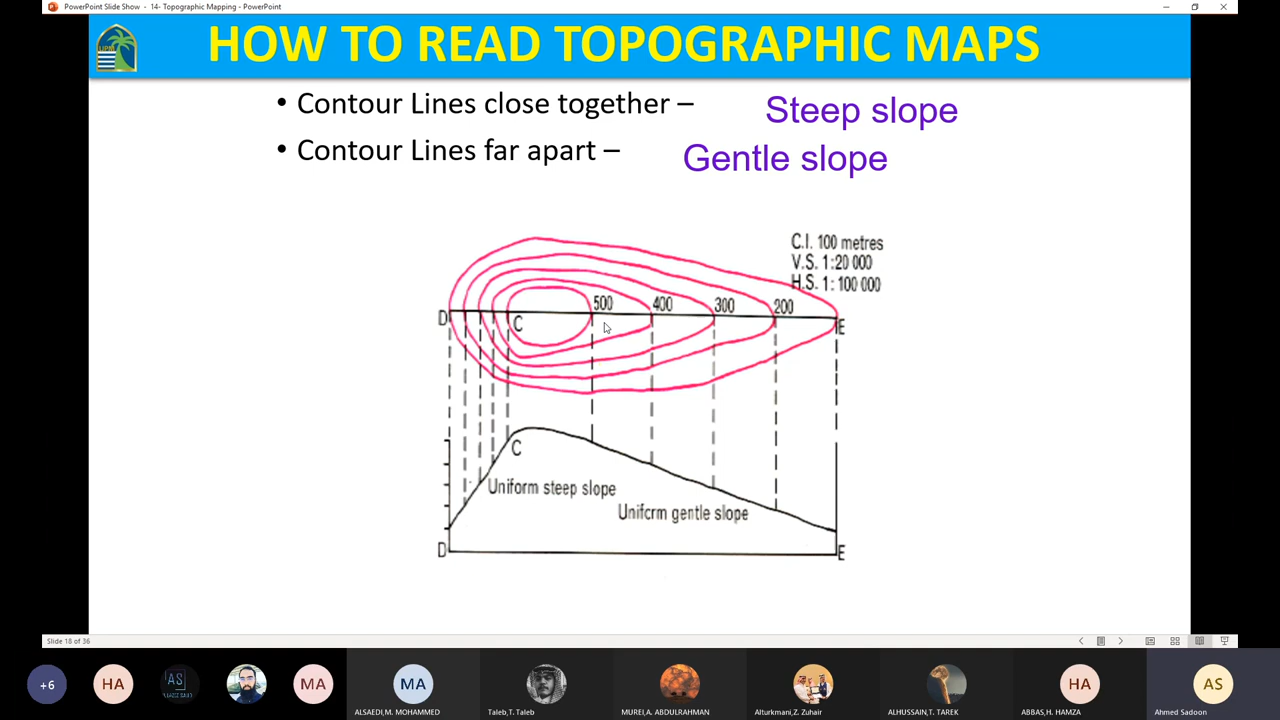 PowerPoint Slide Show - 14- Topographic Mapping - PowerPoint
HOW TO READ TOPOGRAPHIC MAPS
• Contour Lines close together – Steep slope
• Contour Lines far apart – Gentle slope
C.I. 100 metres
V.S. 1:20 000
H.S. 1: 100 000
500 400 300 200
D C E
C
Uniform steep slope
Unifcrm gentle slope
D E
Slide 18 of 36
+6 HA AS MA MA HA AS
ALSAEDI,M. MOHAMMED Taleb,T. Taleb MUREI,A. ABDULRAHMAN Alturkmani,Z. Zuhair ALHUSSAIN,T. TAREK ABBAS,H. HAMZA Ahmed Sadoon